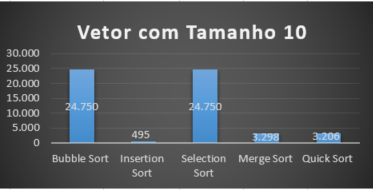 Vetor com Tamanho 10
30.000
25.000
20.000
15.000
10.000
5.000
0
24.750
495
24.750
3.298
3.206
Bubble Sort
Insertion
Sort
Selection
Sort
Merge Sort
Quick Sort